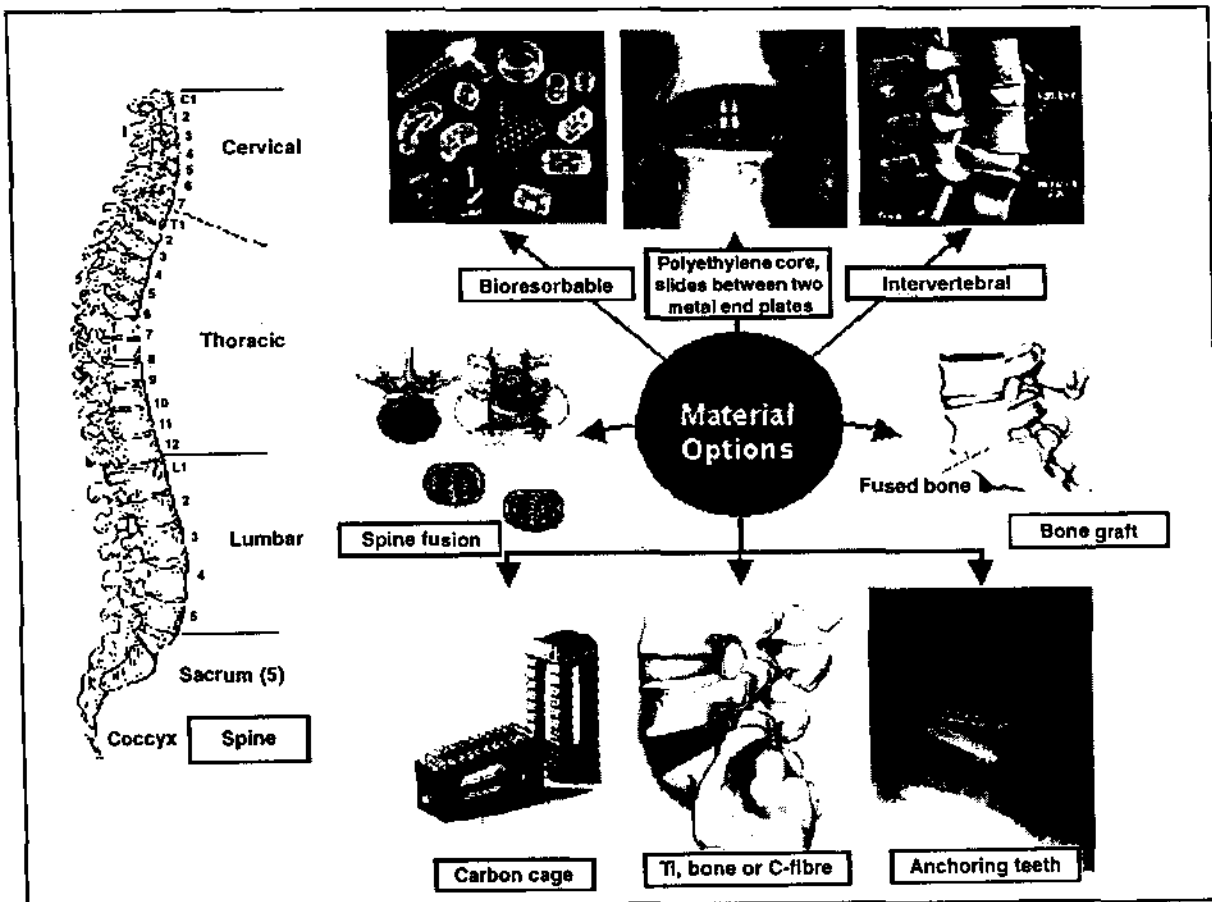 C1
2
3
4
5
6
7
T1
2
3
4
5
6
7
8
9
10
11
12
L1
2
3
4
5
Cervical
Thoracic
Lumbar
Sacrum (5)
Coccyx
Spine
Bioresorbable
Polyethylene core,
slides between two
metal end plates
Intervertebral
Material
Options
Spine fusion
Fused bone
Bone graft
Carbon cage
Ti, bone or C-fibre
Anchoring teeth